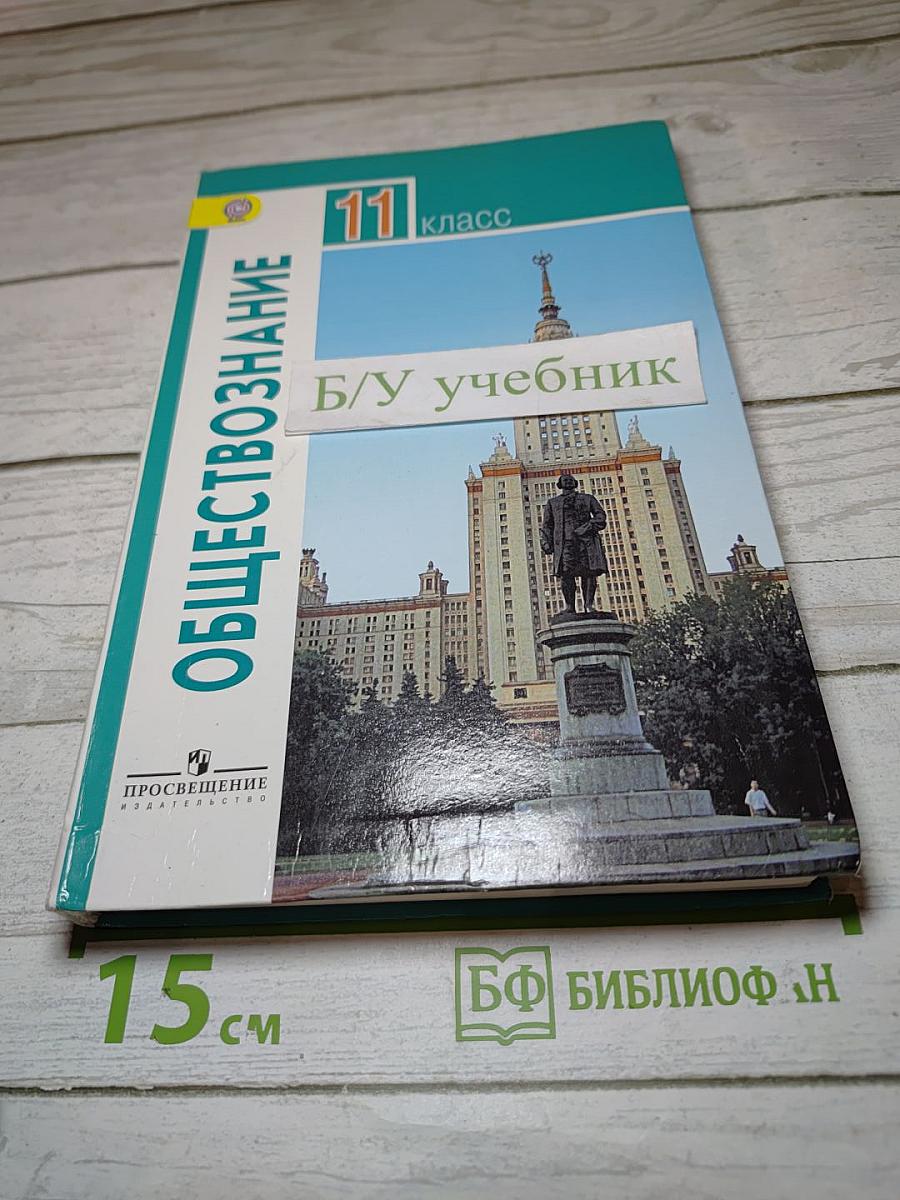 11 класс
ОБЩЕСТВОЗНАНИЕ
Б/У учебник
ПРОСВЕЩЕНИЕ
ИЗДАТЕЛЬСТВО
15 см
БФ